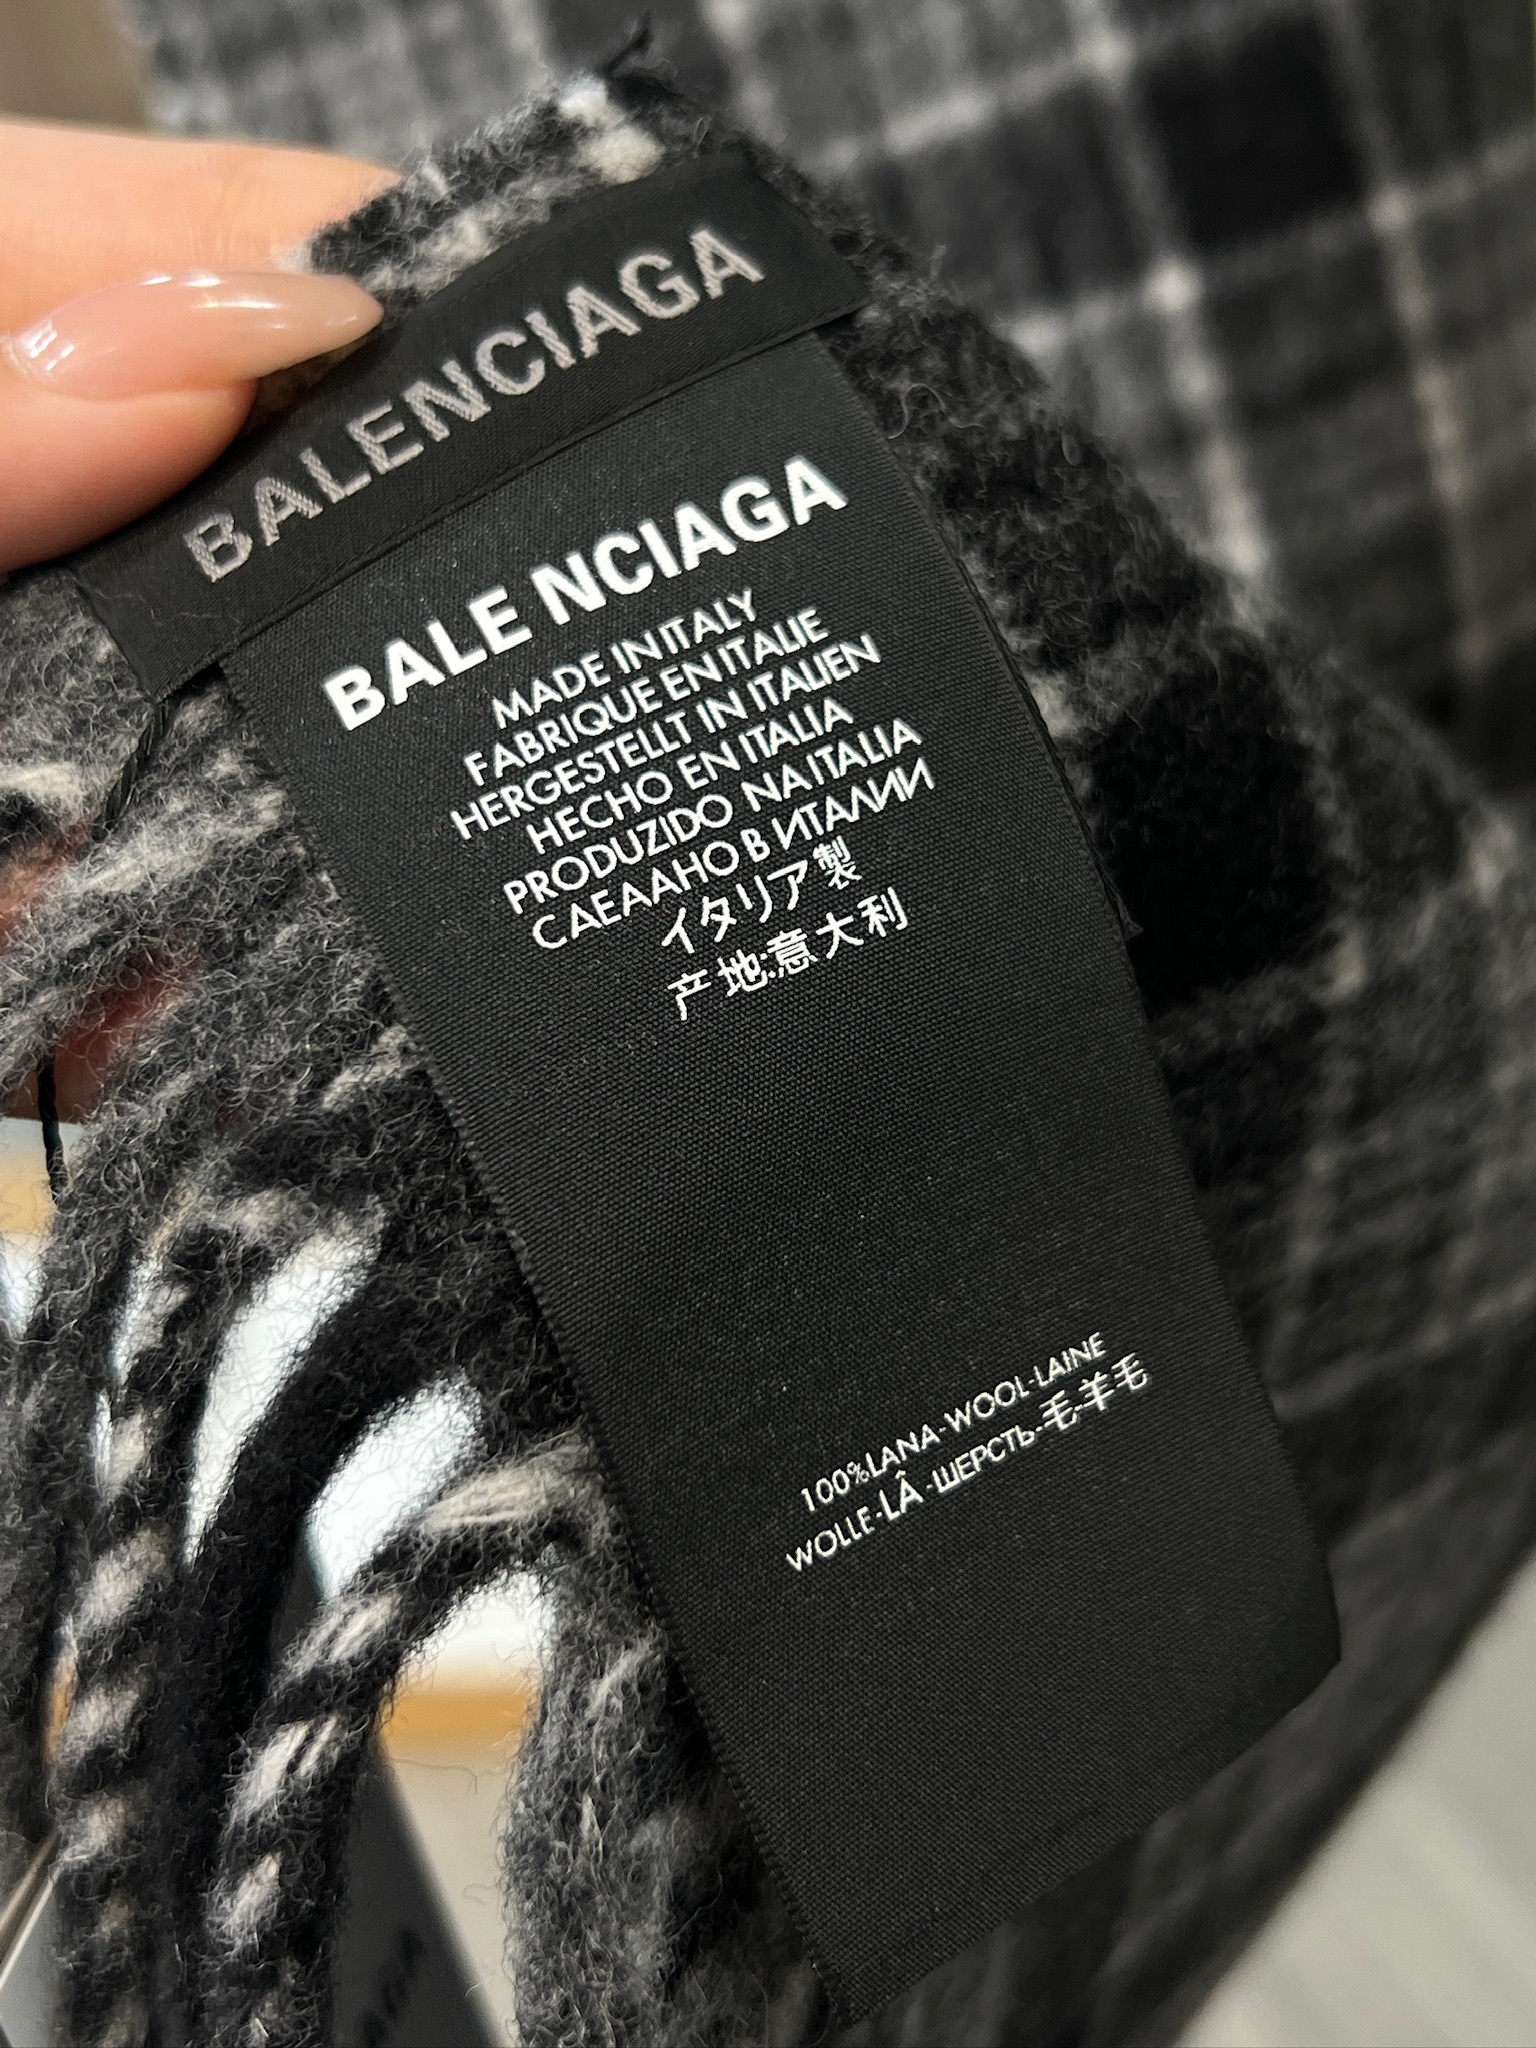 BALENCIAGA
BALE NCIAGA
MADE IN ITALY
FABRIQUE EN ITALIE
HERGESTELLT IN ITALIEN
HECHO EN ITALIA
PRODUZIDO NA ITALIA
CAEAAHO В ИТАЛИИ
イタリア製
产地:意大利
100%LANA-WOOL-LAINE
WOLLE-LÂ-ШЕРСТЬ-毛-羊毛